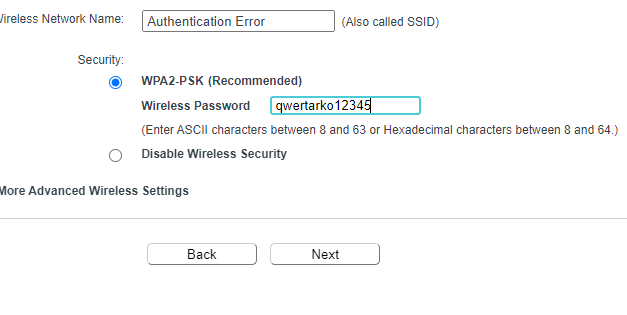 Wireless Network Name: Authentication Error (Also called SSID)
Security:
WPA2-PSK (Recommended)
Wireless Password qwertarko12345
(Enter ASCII characters between 8 and 63 or Hexadecimal characters between 8 and 64.)
Disable Wireless Security
More Advanced Wireless Settings
Back Next